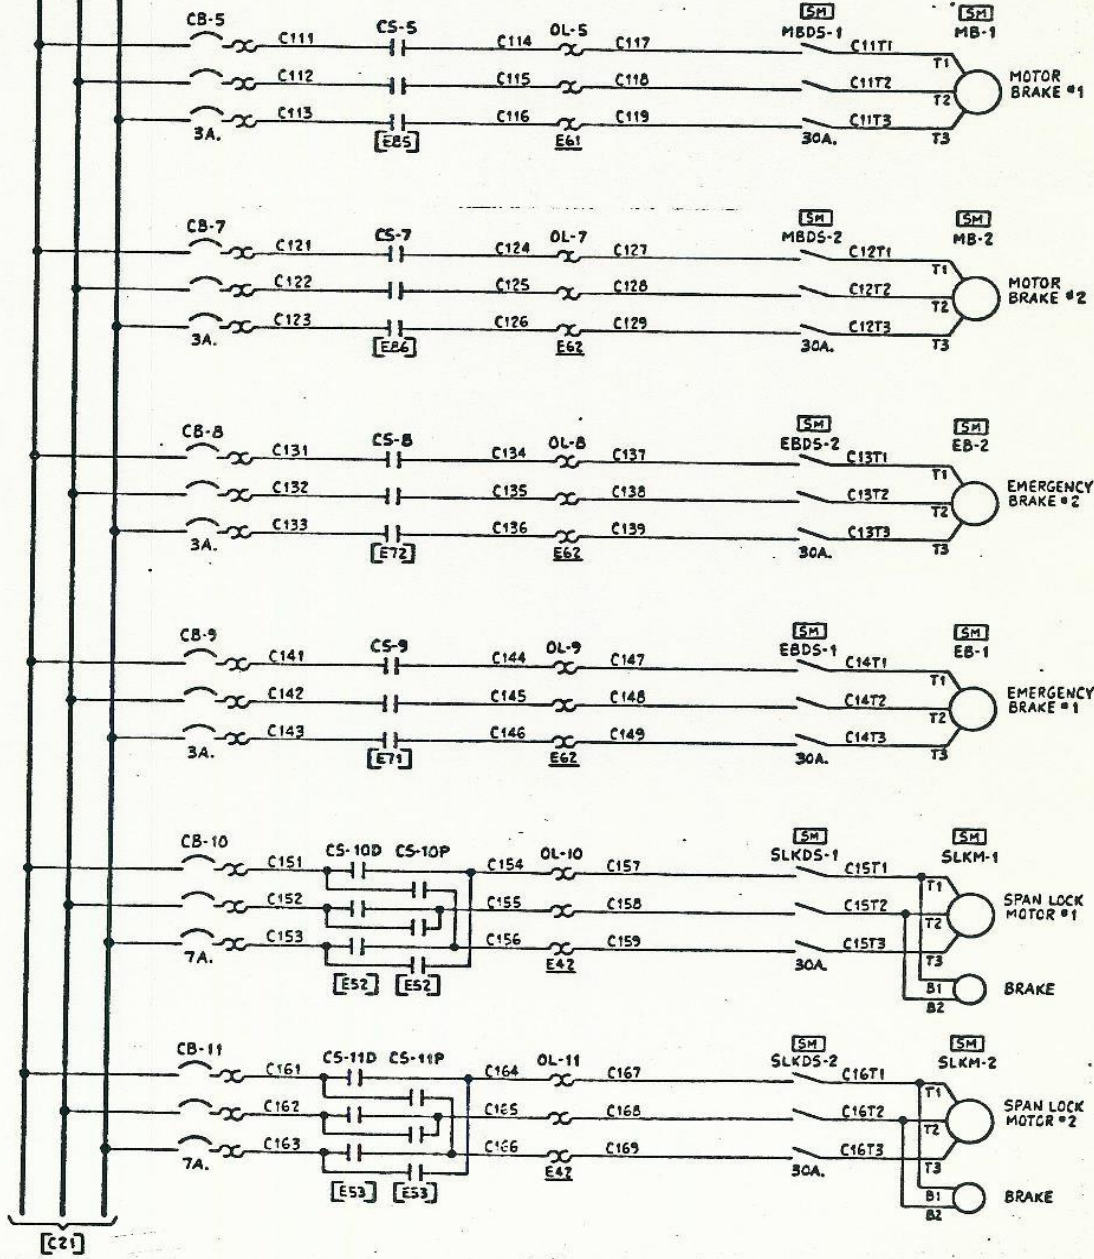 CB-5 CS-5 OL-5 [SM] MBDS-1 [SM] MB-1
C111 C114 C117 C11T1 T1
C112 C115 C118 C11T2 T2 MOTOR BRAKE #1
C113 C116 C119 C11T3 T3
3A. [E85] E61 30A.
CB-7 CS-7 OL-7 [SM] MBDS-2 [SM] MB-2
C121 C124 C127 C12T1 T1
C122 C125 C128 C12T2 T2 MOTOR BRAKE #2
C123 C126 C129 C12T3 T3
3A. [E86] E62 30A.
CB-8 CS-8 OL-8 [SM] EBDS-2 [SM] EB-2
C131 C134 C137 C13T1 T1
C132 C135 C138 C13T2 T2 EMERGENCY BRAKE #2
C133 C136 C139 C13T3 T3
3A. [E72] E62 30A.
CB-9 CS-9 OL-9 [SM] EBDS-1 [SM] EB-1
C141 C144 C147 C14T1 T1
C142 C145 C148 C14T2 T2 EMERGENCY BRAKE #1
C143 C146 C149 C14T3 T3
3A. [E71] E62 30A.
CB-10 CS-10D CS-10P OL-10 [SM] SLKDS-1 [SM] SLKM-1
C151 C154 C157 C15T1 T1
C152 C155 C158 C15T2 T2 SPAN LOCK MOTOR #1
C153 C156 C159 C15T3 T3
7A. [E52] [E52] E42 30A.
B1 BRAKE
B2
CB-11 CS-11D CS-11P OL-11 [SM] SLKDS-2 [SM] SLKM-2
C161 C164 C167 C16T1 T1
C162 C165 C168 C16T2 T2 SPAN LOCK MOTOR #2
C163 C166 C169 C16T3 T3
7A. [E53] [E53] E42 30A.
B1 BRAKE
B2
[C21]